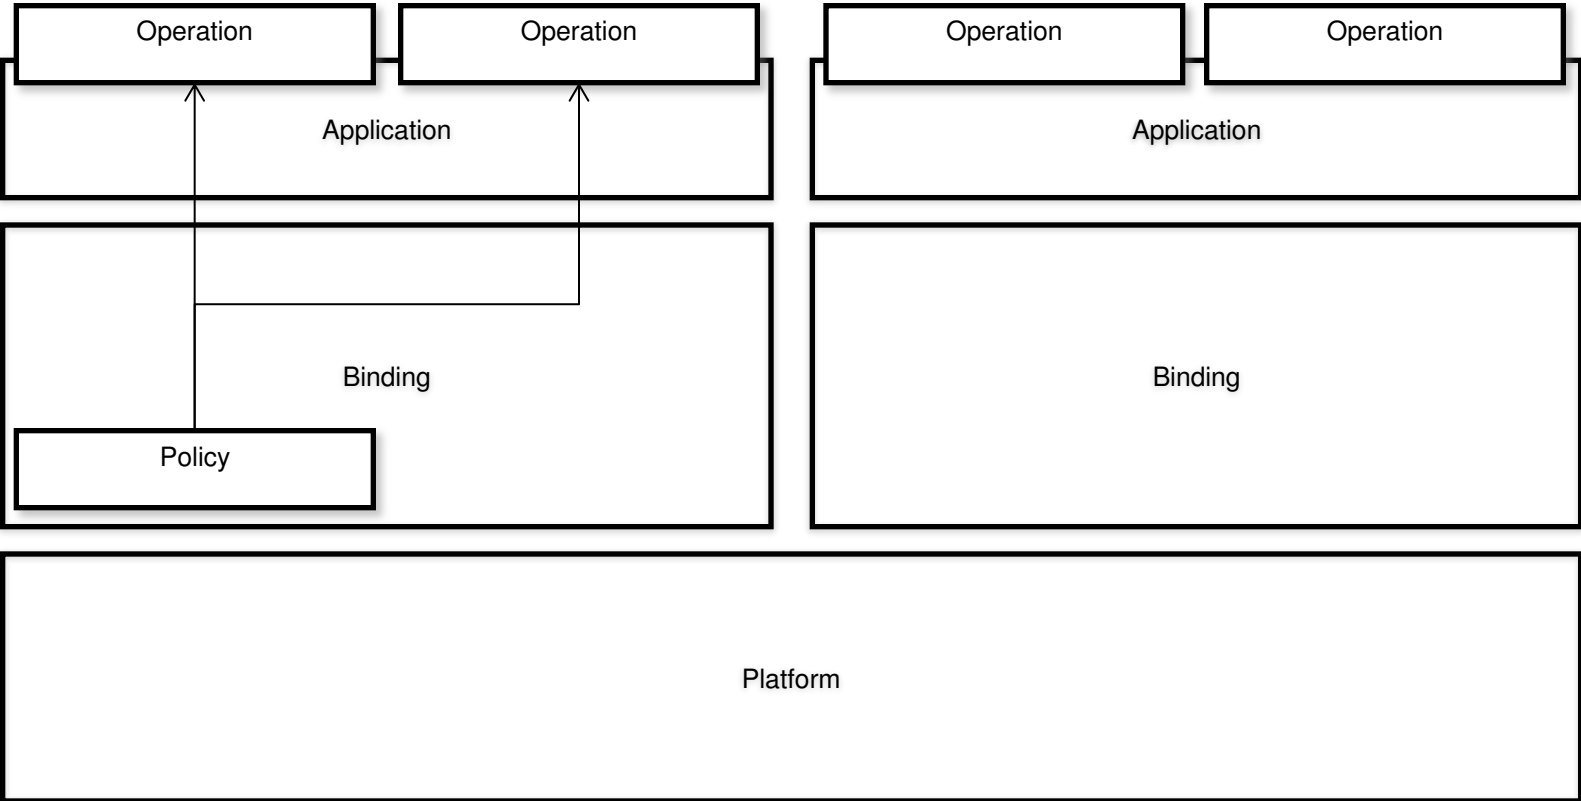 Operation
Operation
Operation
Operation
Application
Application
Binding
Binding
Policy
Platform